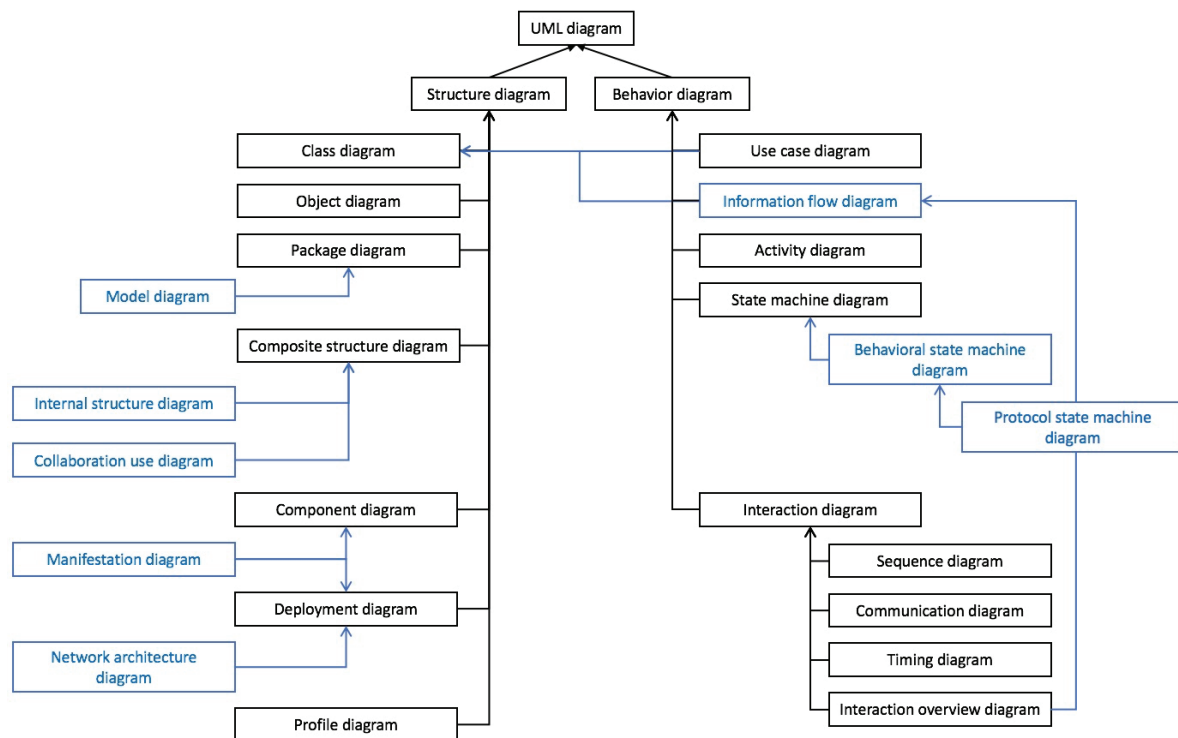 UML diagram
Structure diagram
Behavior diagram
Class diagram
Use case diagram
Object diagram
Information flow diagram
Package diagram
Activity diagram
Model diagram
State machine diagram
Composite structure diagram
Behavioral state machine
diagram
Internal structure diagram
Protocol state machine
diagram
Collaboration use diagram
Component diagram
Interaction diagram
Manifestation diagram
Sequence diagram
Deployment diagram
Communication diagram
Network architecture
diagram
Timing diagram
Profile diagram
Interaction overview diagram